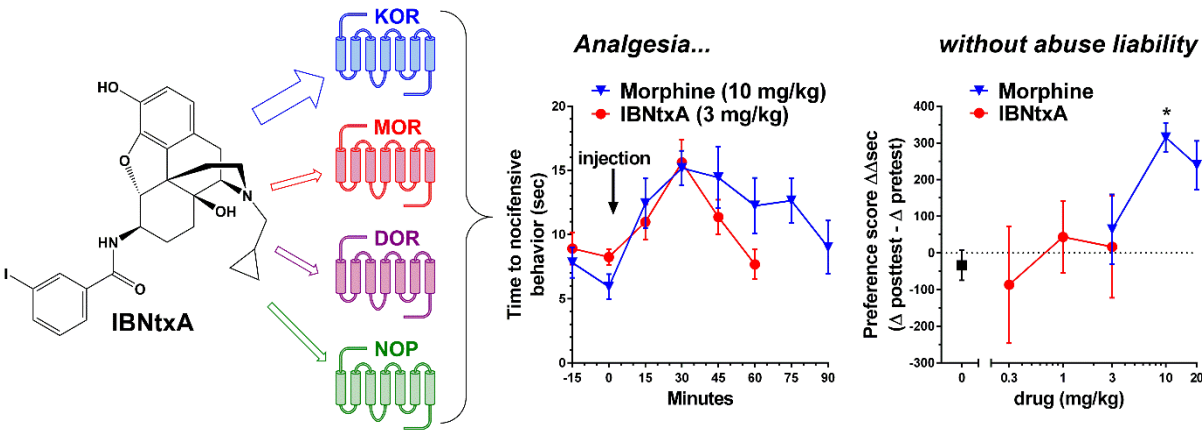 HO
O
N
OH
HN
I
O
IBNtxA
KOR
MOR
DOR
NOP
Analgesia...
Morphine (10 mg/kg)
IBNtxA (3 mg/kg)
injection
Time to nocifensive
behavior (sec)
20
15
10
5
0
-15 0 15 30 45 60 75 90
Minutes
without abuse liability
Morphine
IBNtxA
*
Preference score ΔΔsec
(Δ posttest - Δ pretest)
400
300
200
100
0
-100
-200
-300
0 0.3 1 3 10 20
drug (mg/kg)